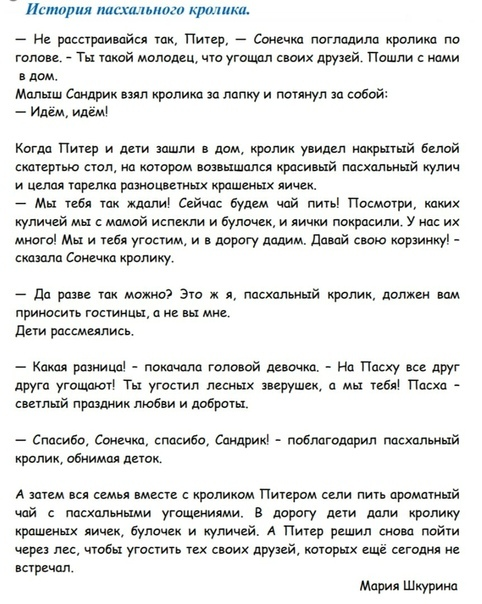 История пасхального кролика.
— Не расстраивайся так, Питер, — Сонечка погладила кролика по
голове. – Ты такой молодец, что угощал своих друзей. Пошли с нами
в дом.
Малыш Сандрик взял кролика за лапку и потянул за собой:
— Идём, идём!
Когда Питер и дети зашли в дом, кролик увидел накрытый белой
скатертью стол, на котором возвышался красивый пасхальный кулич
и целая тарелка разноцветных крашеных яичек.
— Мы тебя так ждали! Сейчас будем чай пить! Посмотри, каких
куличей мы с мамой испекли и булочек, и яички покрасили. У нас их
много! Мы и тебя угостим, и в дорогу дадим. Давай свою корзинку! –
сказала Сонечка кролику.
— Да разве так можно? Это ж я, пасхальный кролик, должен вам
приносить гостинцы, а не вы мне.
Дети рассмеялись.
— Какая разница! – покачала головой девочка. – На Пасху все друг
друга угощают! Ты угостил лесных зверушек, а мы тебя! Пасха –
светлый праздник любви и доброты.
— Спасибо, Сонечка, спасибо, Сандрик! – поблагодарил пасхальный
кролик, обнимая деток.
А затем вся семья вместе с кроликом Питером сели пить ароматный
чай с пасхальными угощениями. В дорогу дети дали кролику
крашеных яичек, булочек и куличей. А Питер решил снова пойти
через лес, чтобы угостить тех своих друзей, которых ещё сегодня не
встречал.
Мария Шкурина